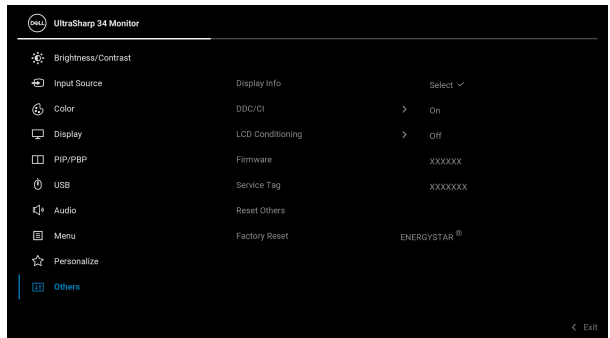 DELL UltraSharp 34 Monitor
Brightness/Contrast
Input Source Display Info Select ✓
Color DDC/CI > On
Display LCD Conditioning > Off
PIP/PBP Firmware XXXXXX
USB Service Tag XXXXXXX
Audio Reset Others
Menu Factory Reset ENERGYSTAR ®
Personalize
Others
< Exit